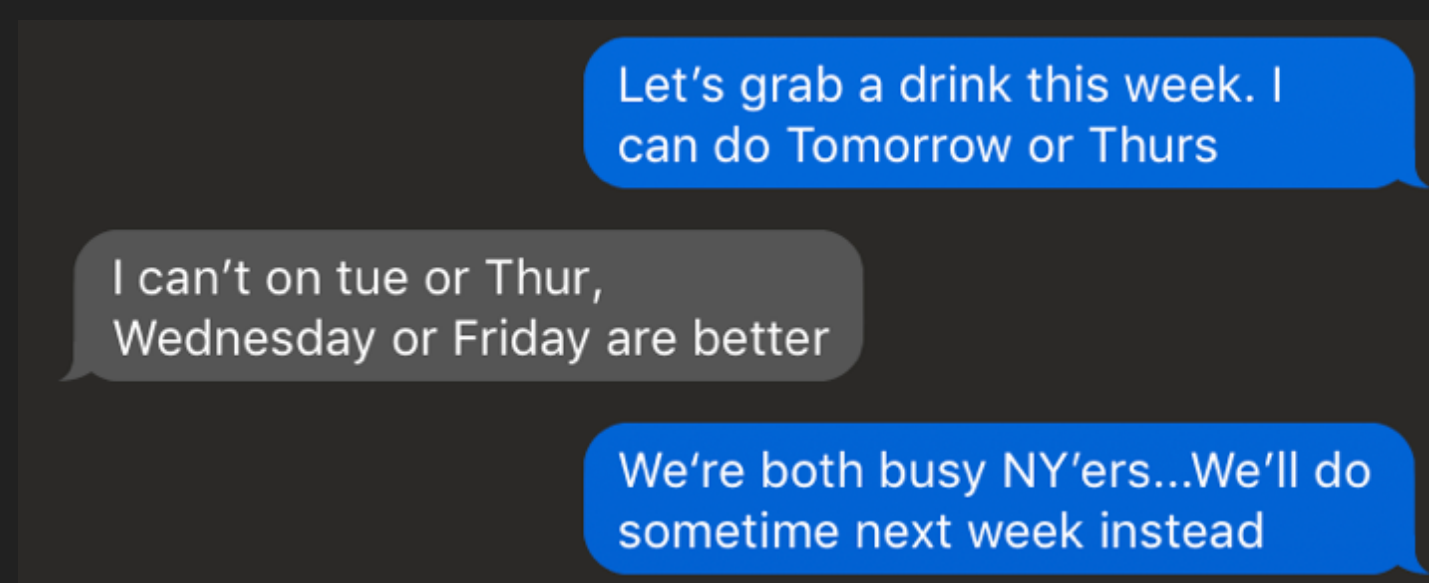 Let’s grab a drink this week. I
can do Tomorrow or Thurs
I can’t on tue or Thur,
Wednesday or Friday are better
We‘re both busy NY’ers...We’ll do
sometime next week instead